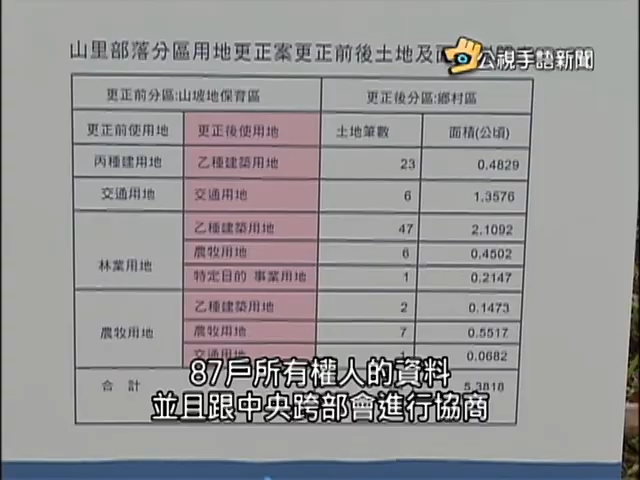 山里部落分區用地更正案更正前後土地及面
公視手語新聞
更正前分區:山坡地保育區 更正後分區:鄉村區
更正前使用地 更正後使用地 土地筆數 面積(公頃)
丙種建用地 乙種建築用地 23 0.4829
交通用地 交通用地 6 1.3576
林業用地 乙種建築用地 47 2.1092
農牧用地 6 0.4502
特定目的 事業用地 1 0.2147
農牧用地 乙種建築用地 2 0.1473
農牧用地 7 0.5517
交通用地 1 0.0682
合 計 5.3818
87戶所有權人的資料
並且跟中央跨部會進行協商